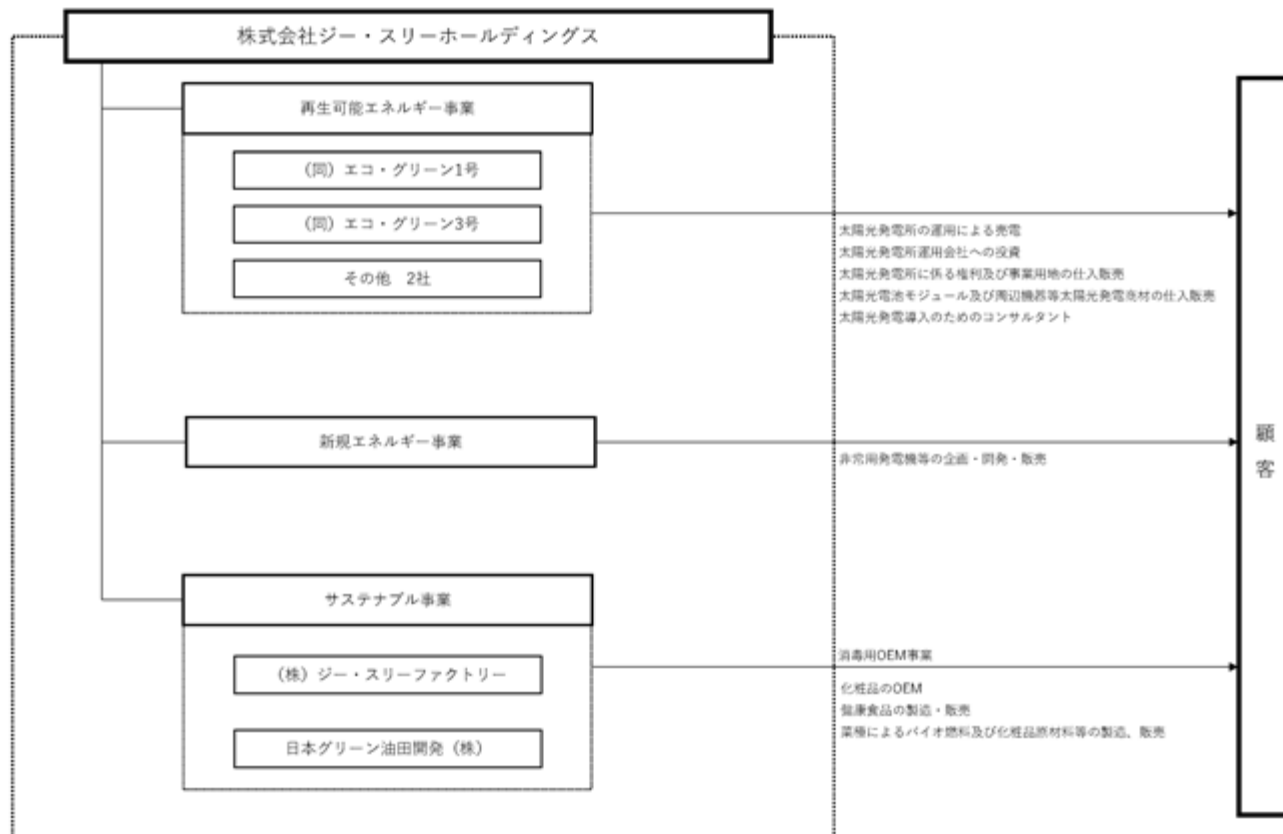 株式会社ジー・スリーホールディングス
再生可能エネルギー事業
（同）エコ・グリーン1号
（同）エコ・グリーン3号
その他　2社
太陽光発電所の運用による売電
太陽光発電所運用会社への投資
太陽光発電所に係る権利及び事業用地の仕入販売
太陽光電池モジュール及び周辺機器等太陽光発電商材の仕入販売
太陽光発電導入のためのコンサルタント
新規エネルギー事業
非常用発電機等の企画・開発・販売
サステナブル事業
（株）ジー・スリーファクトリー
日本グリーン油田開発（株）
消毒用OEM事業
化粧品のOEM
健康食品の製造・販売
菜種によるバイオ燃料及び化粧品原材料等の製造、販売
顧客